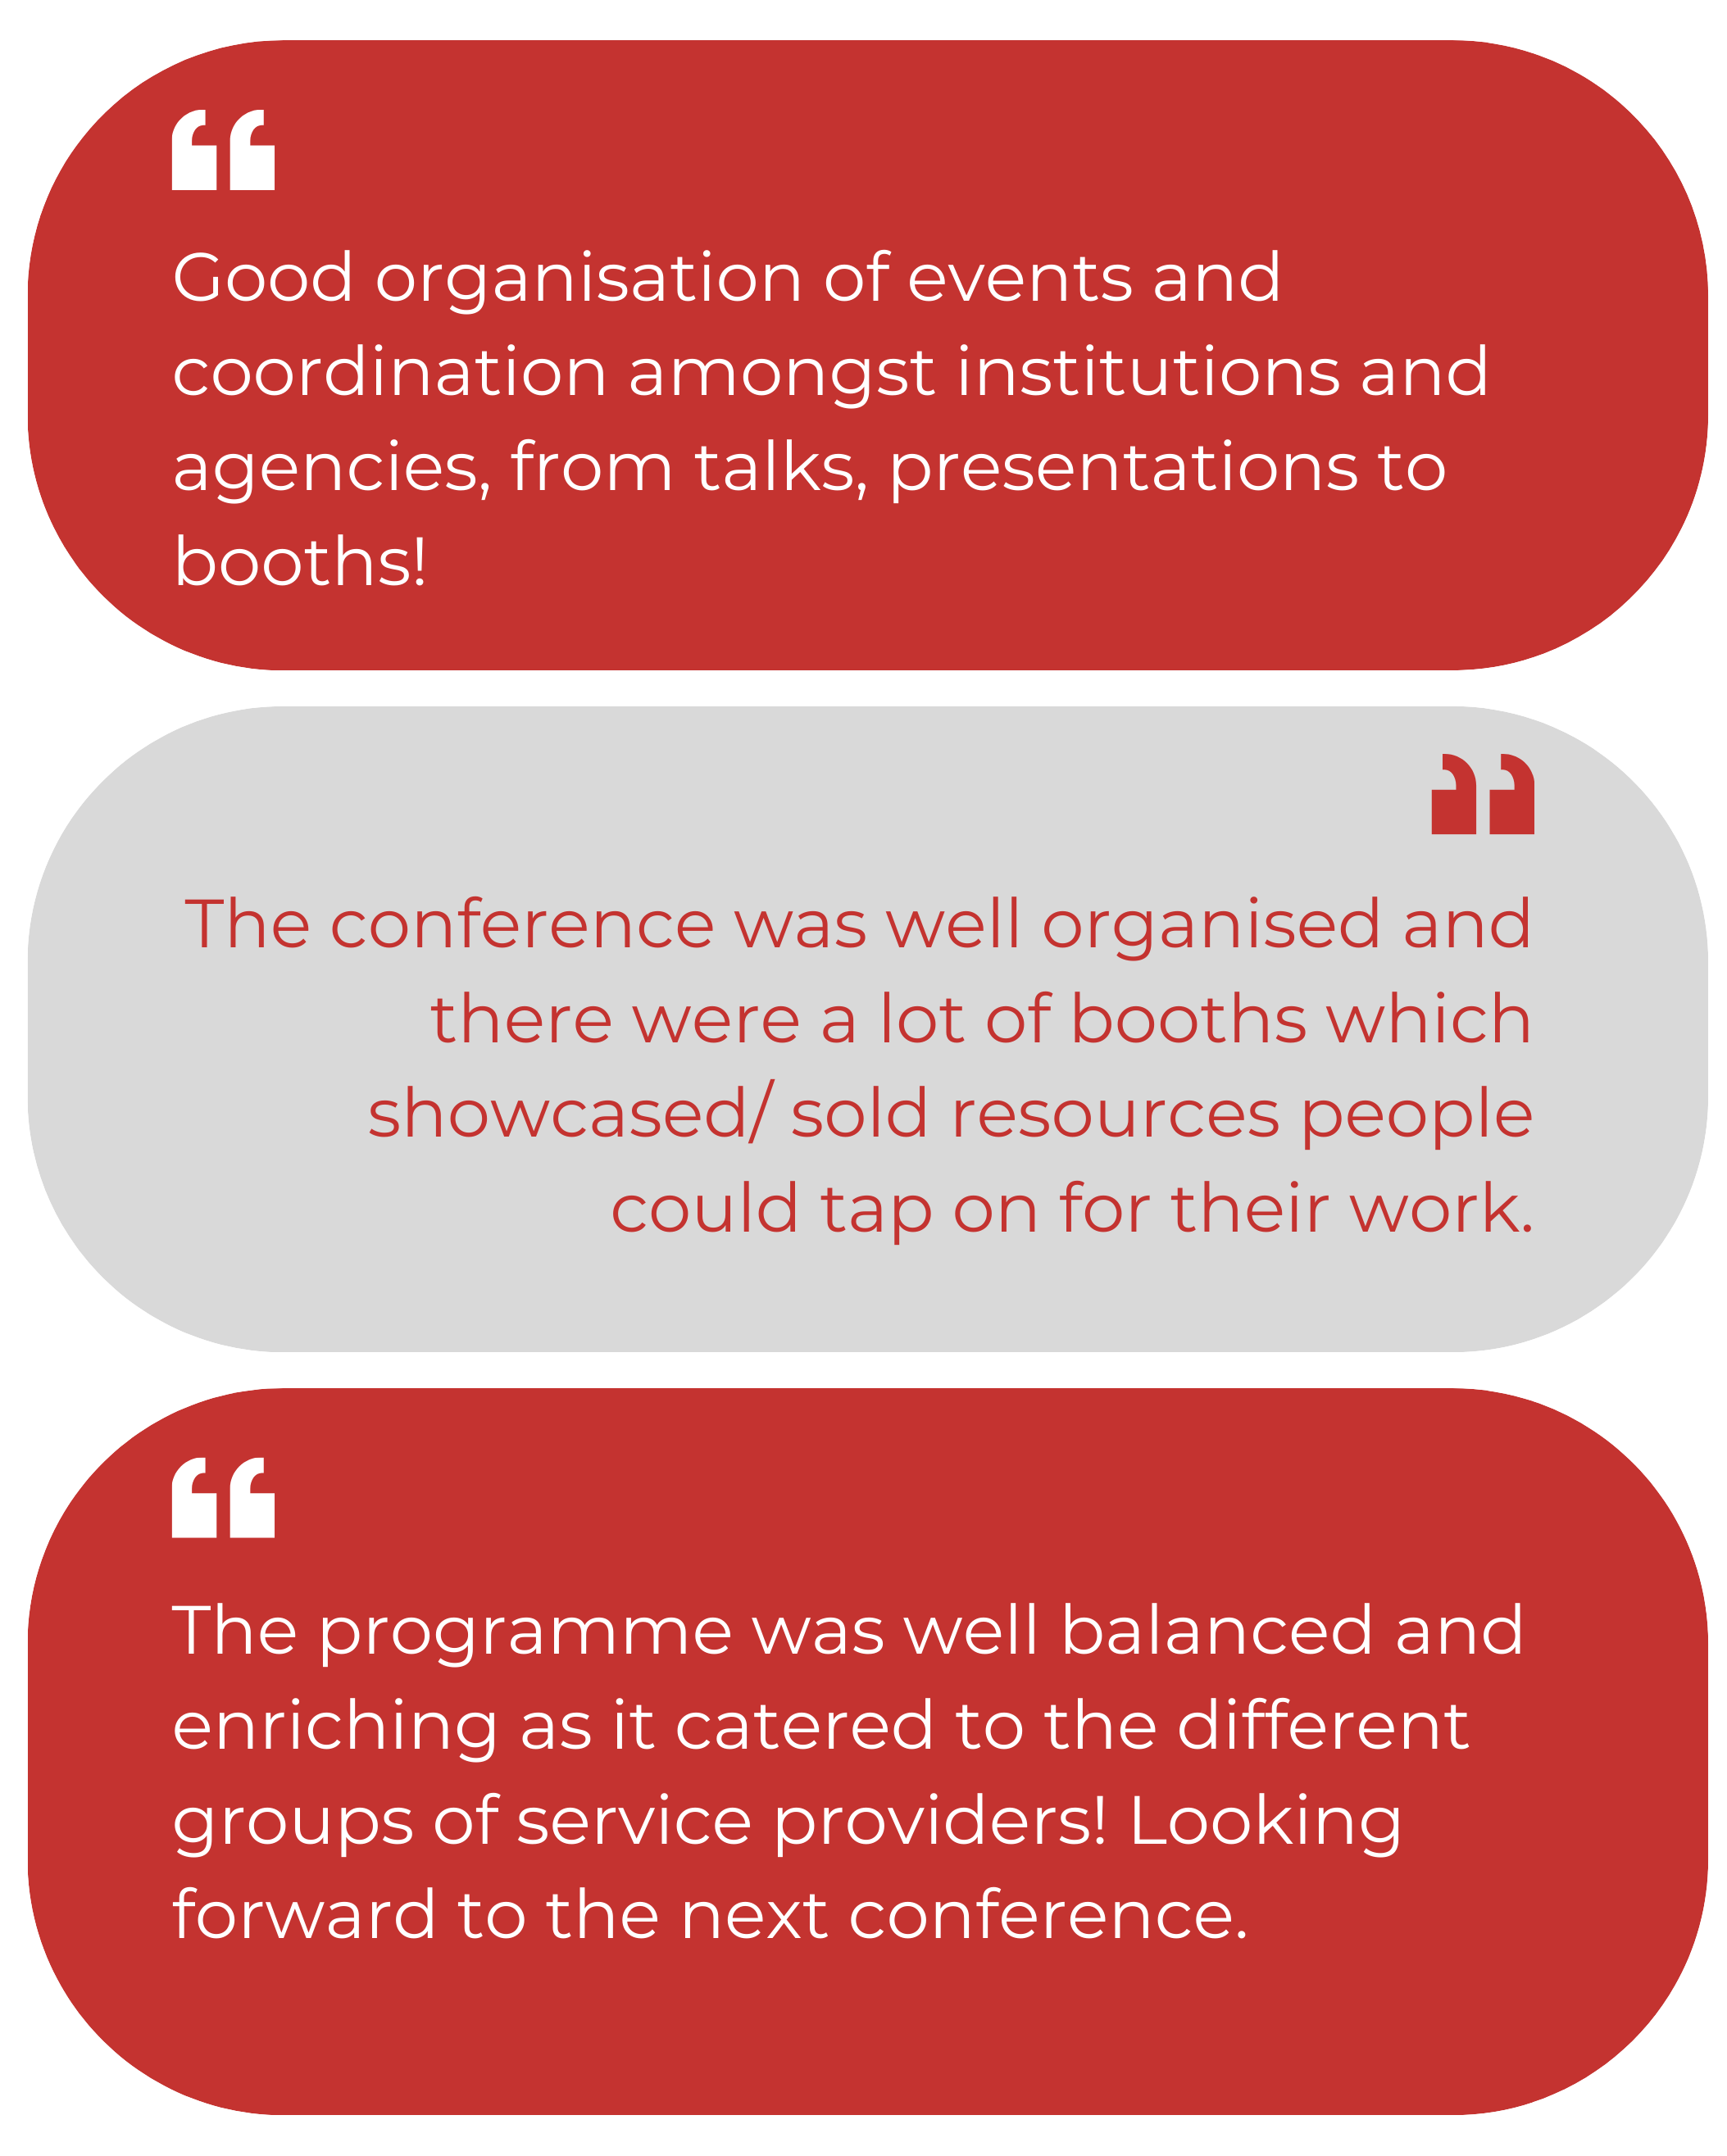 Good organisation of events and
coordination amongst institutions and
agencies, from talks, presentations to
booths!
The conference was well organised and
there were a lot of booths which
showcased/ sold resources people
could tap on for their work.
The programme was well balanced and
enriching as it catered to the different
groups of service providers! Looking
forward to the next conference.